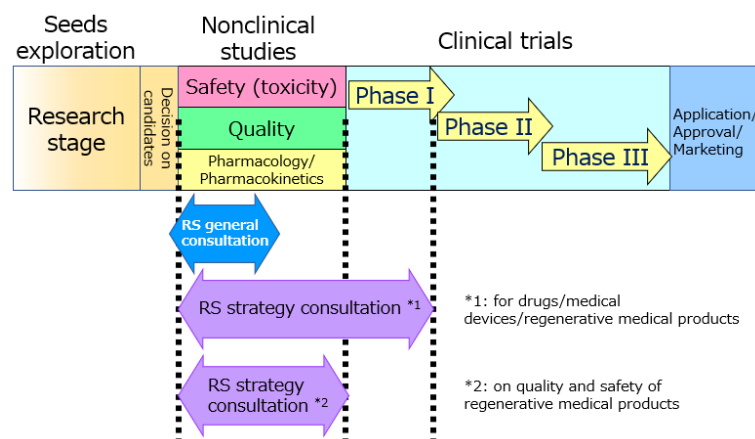 Seeds
exploration
Nonclinical
studies
Clinical trials
Research
stage
Decision on
candidates
Safety (toxicity)
Quality
Pharmacology/
Pharmacokinetics
Phase I
Phase II
Phase III
Application/
Approval/
Marketing
RS general
consultation
RS strategy consultation *1
*1: for drugs/medical
devices/regenerative medical products
RS strategy
consultation *2
*2: on quality and safety of
regenerative medical products